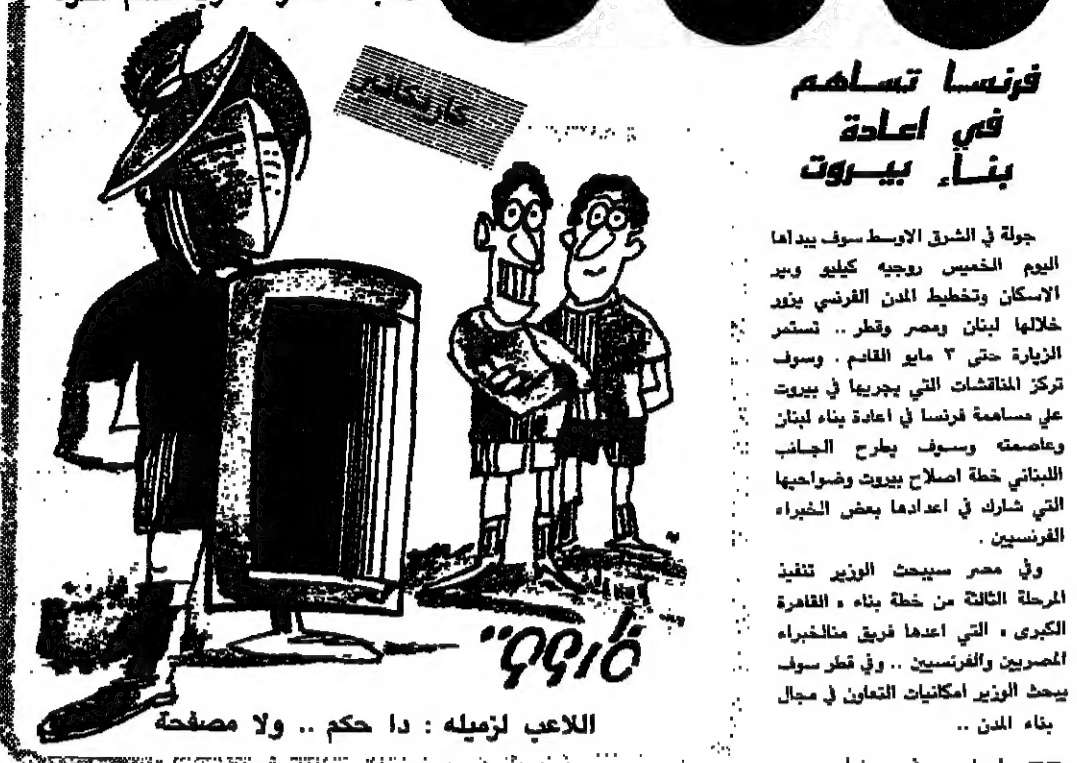 فرنسا تساهم
في اعادة
بناء بيروت
جولة في الشرق الاوسط سوف يبدأها
اليوم الخميس روجيه كيليو وبير
الاسكان وتخطيط المدن الفرنسي يزور
خلالها لبنان ومصر وقطر .. تستمر
الزيارة حتى ٣ مايو القادم . وسوف
تركز المناقشات التي يجريها في بيروت
علي مساهمة فرنسا في اعادة بناء لبنان
وعاصمته وسوف يطرح الجانب
اللبناني خطة اصلاح بيروت وضواحيها
التي شارك في اعدادها بعض الخبراء
الفرنسيين .
وفي مصر سيبحث الوزير تنفيذ
المرحلة الثالثة من خطة بناء « القاهرة
الكبرى » التي اعدها فريق منالخبراء
المصريين والفرنسيين .. وفي قطر سوف
يبحث الوزير امكانيات التعاون في مجال
بناء المدن ..
كاريكاتير
اللاعب لزميله : دا حكم .. ولا مصفحة